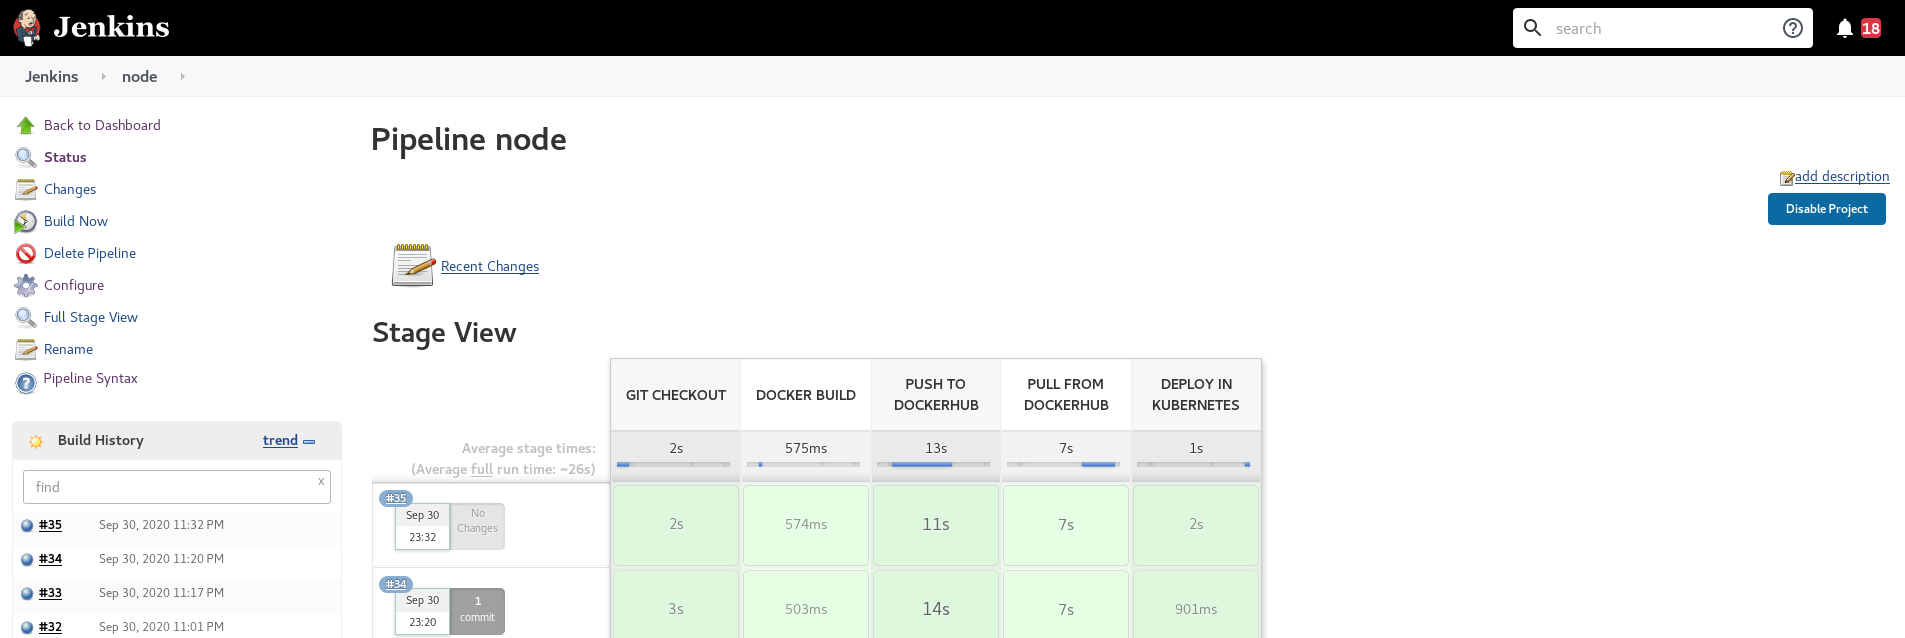 Jenkins
search
18
Jenkins
node
Back to Dashboard
Status
Changes
Build Now
Delete Pipeline
Configure
Full Stage View
Rename
Pipeline Syntax
Build History
trend
find
x
#35 Sep 30, 2020 11:32 PM
#34 Sep 30, 2020 11:20 PM
#33 Sep 30, 2020 11:17 PM
#32 Sep 30, 2020 11:01 PM
Pipeline node
add description
Disable Project
Recent Changes
Stage View
GIT CHECKOUT
DOCKER BUILD
PUSH TO
DOCKERHUB
PULL FROM
DOCKERHUB
DEPLOY IN
KUBERNETES
Average stage times:
(Average full run time: ~26s)
2s 575ms 13s 7s 1s
#35
Sep 30
23:32
No
Changes
2s 574ms 11s 7s 2s
#34
Sep 30
23:20
1
commit
3s 503ms 14s 7s 901ms